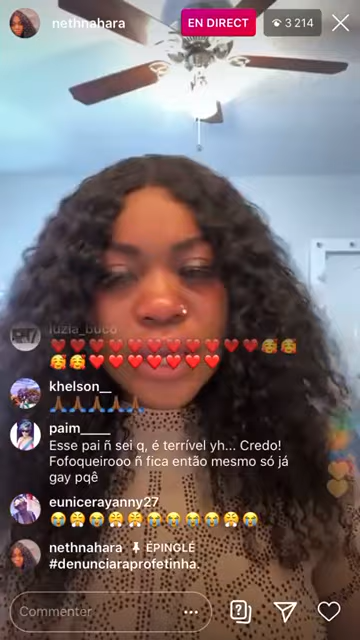 nethnahara
EN DIRECT
3 214
luzia_buco
khelson__
paim____
Esse pai ñ sei q, é terrível yh... Credo!
Fofoqueirooo ñ fica então mesmo só já
gay pqê
eunicerayanny27
nethnahara ÉPINGLÉ
#denunciaraprofetinha.
Commenter